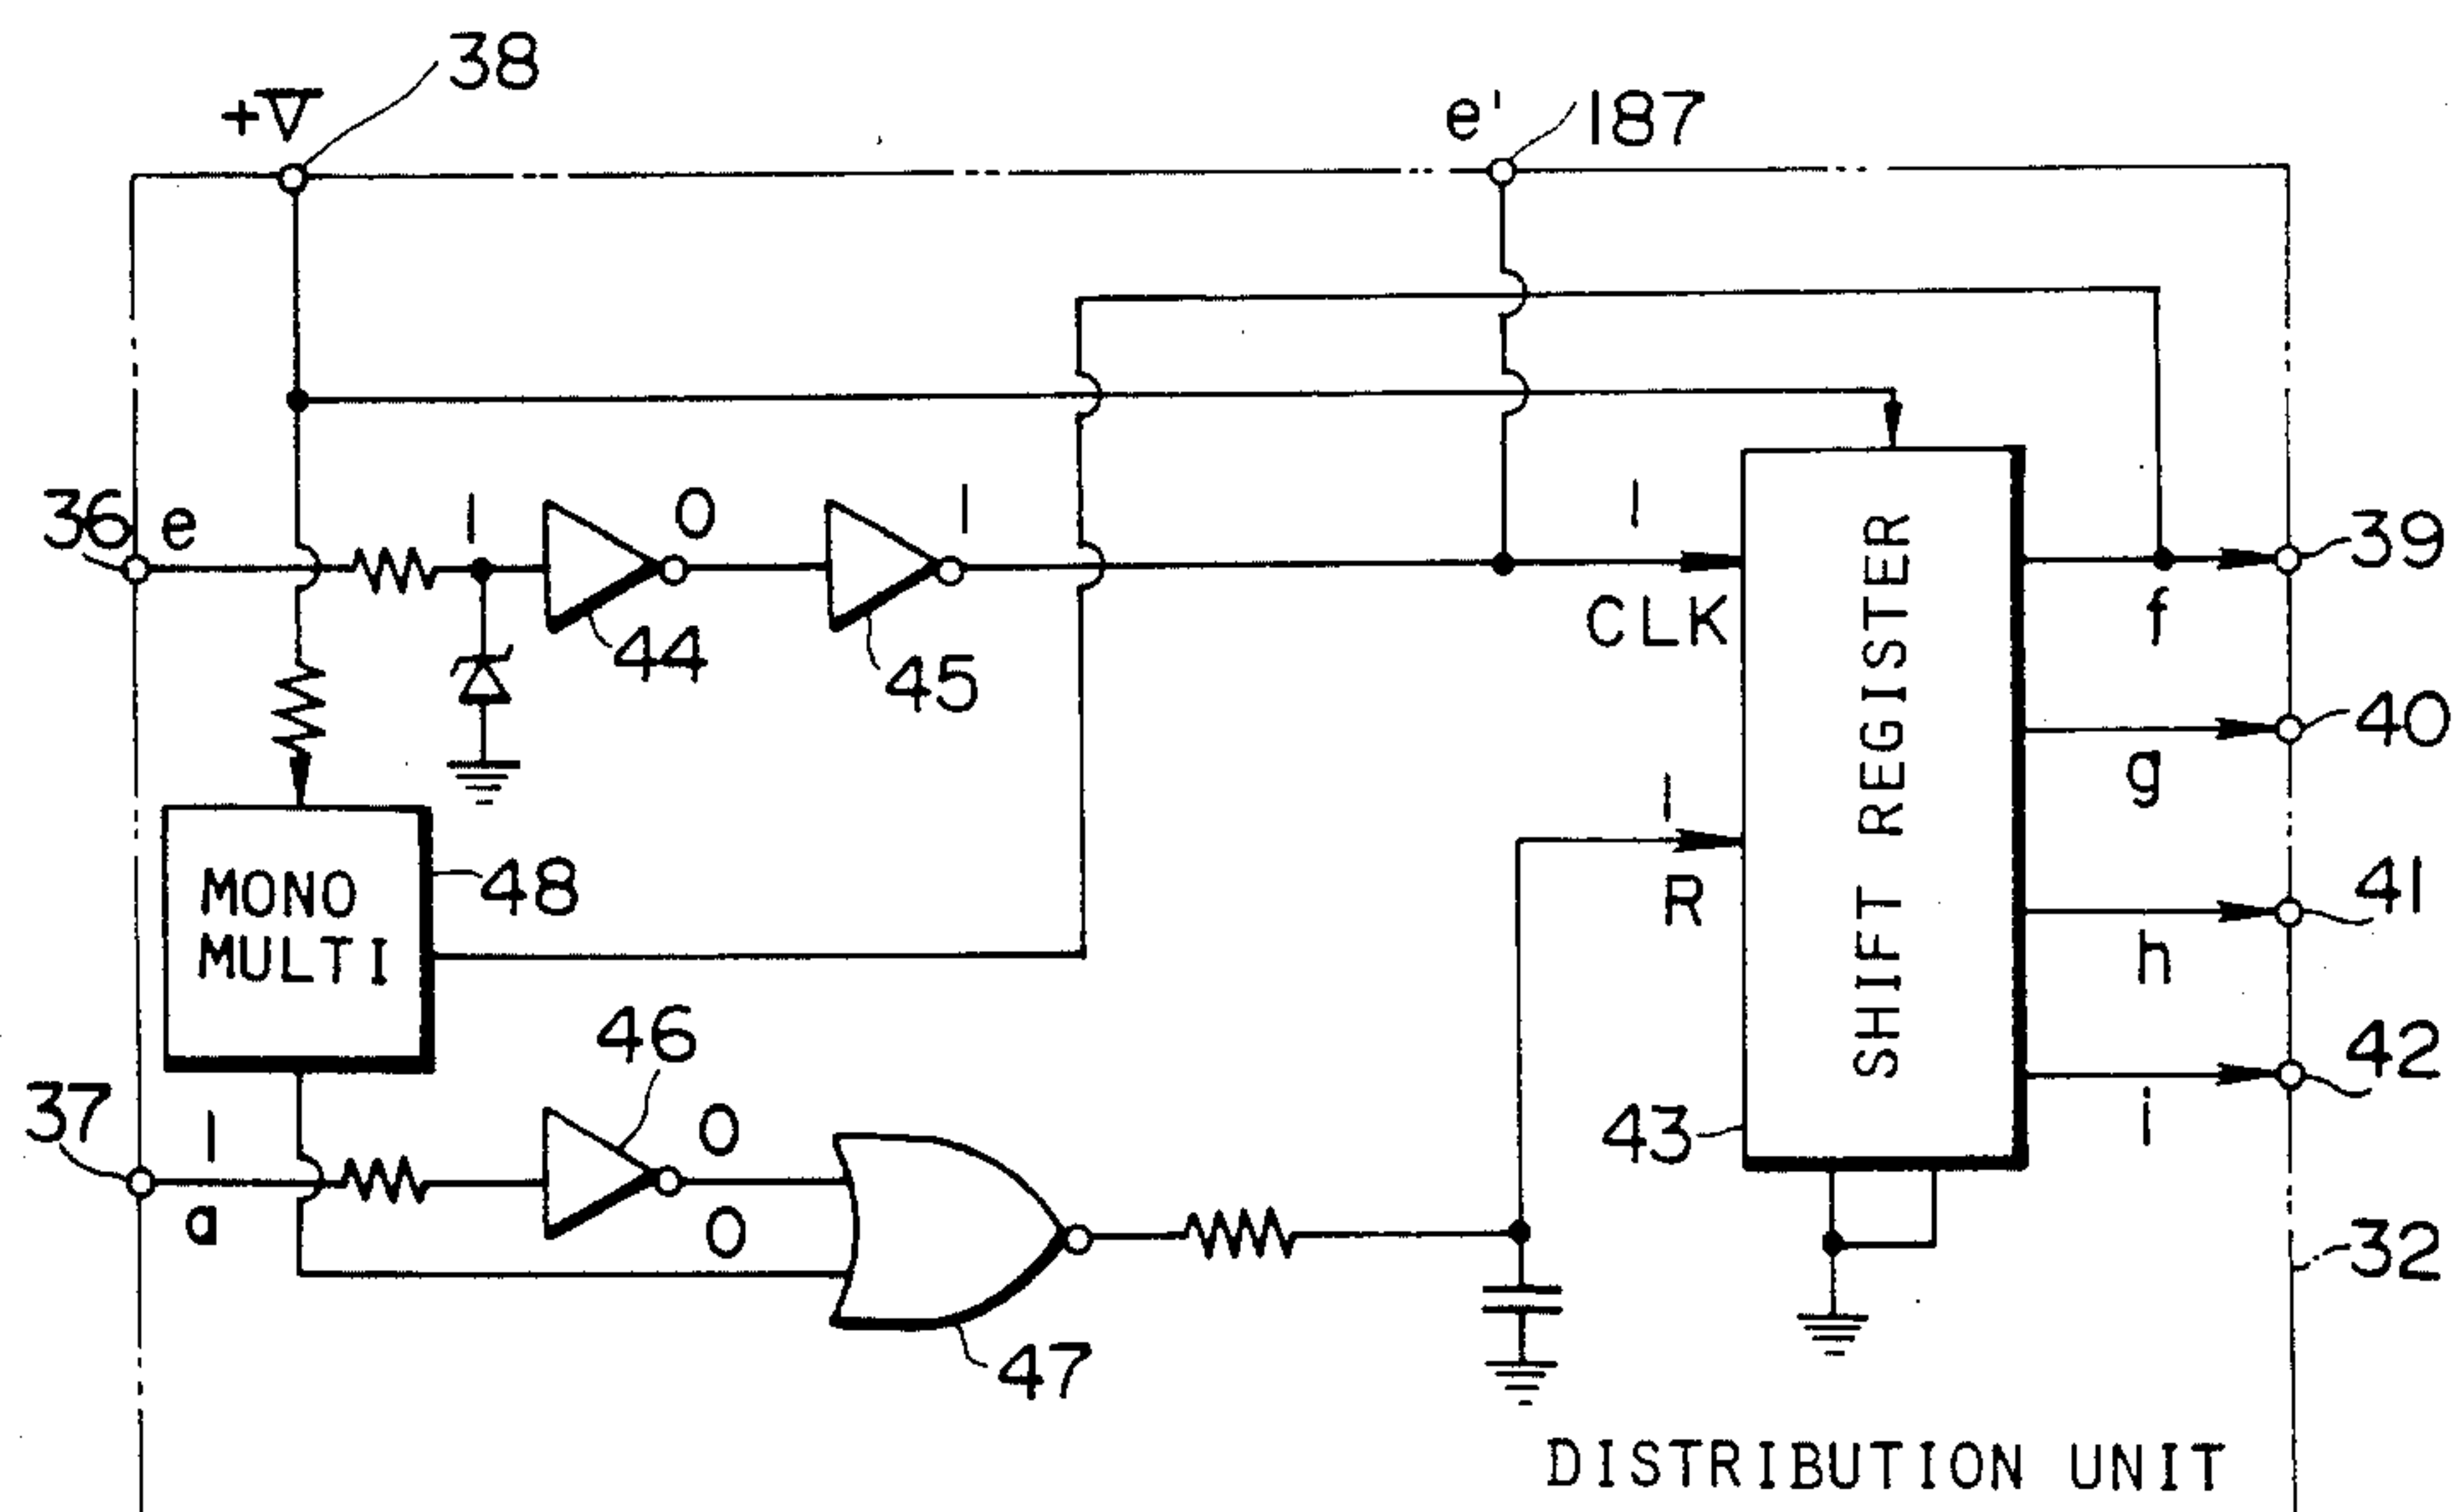 38
+V
e' 187
36 e
1
0
1
1
CLK
44
45
SHIFT REGISTER
39
f
40
g
1
R
41
h
MONO
MULTI
48
46
42
i
43
37
1
a
0
0
47
32
DISTRIBUTION UNIT